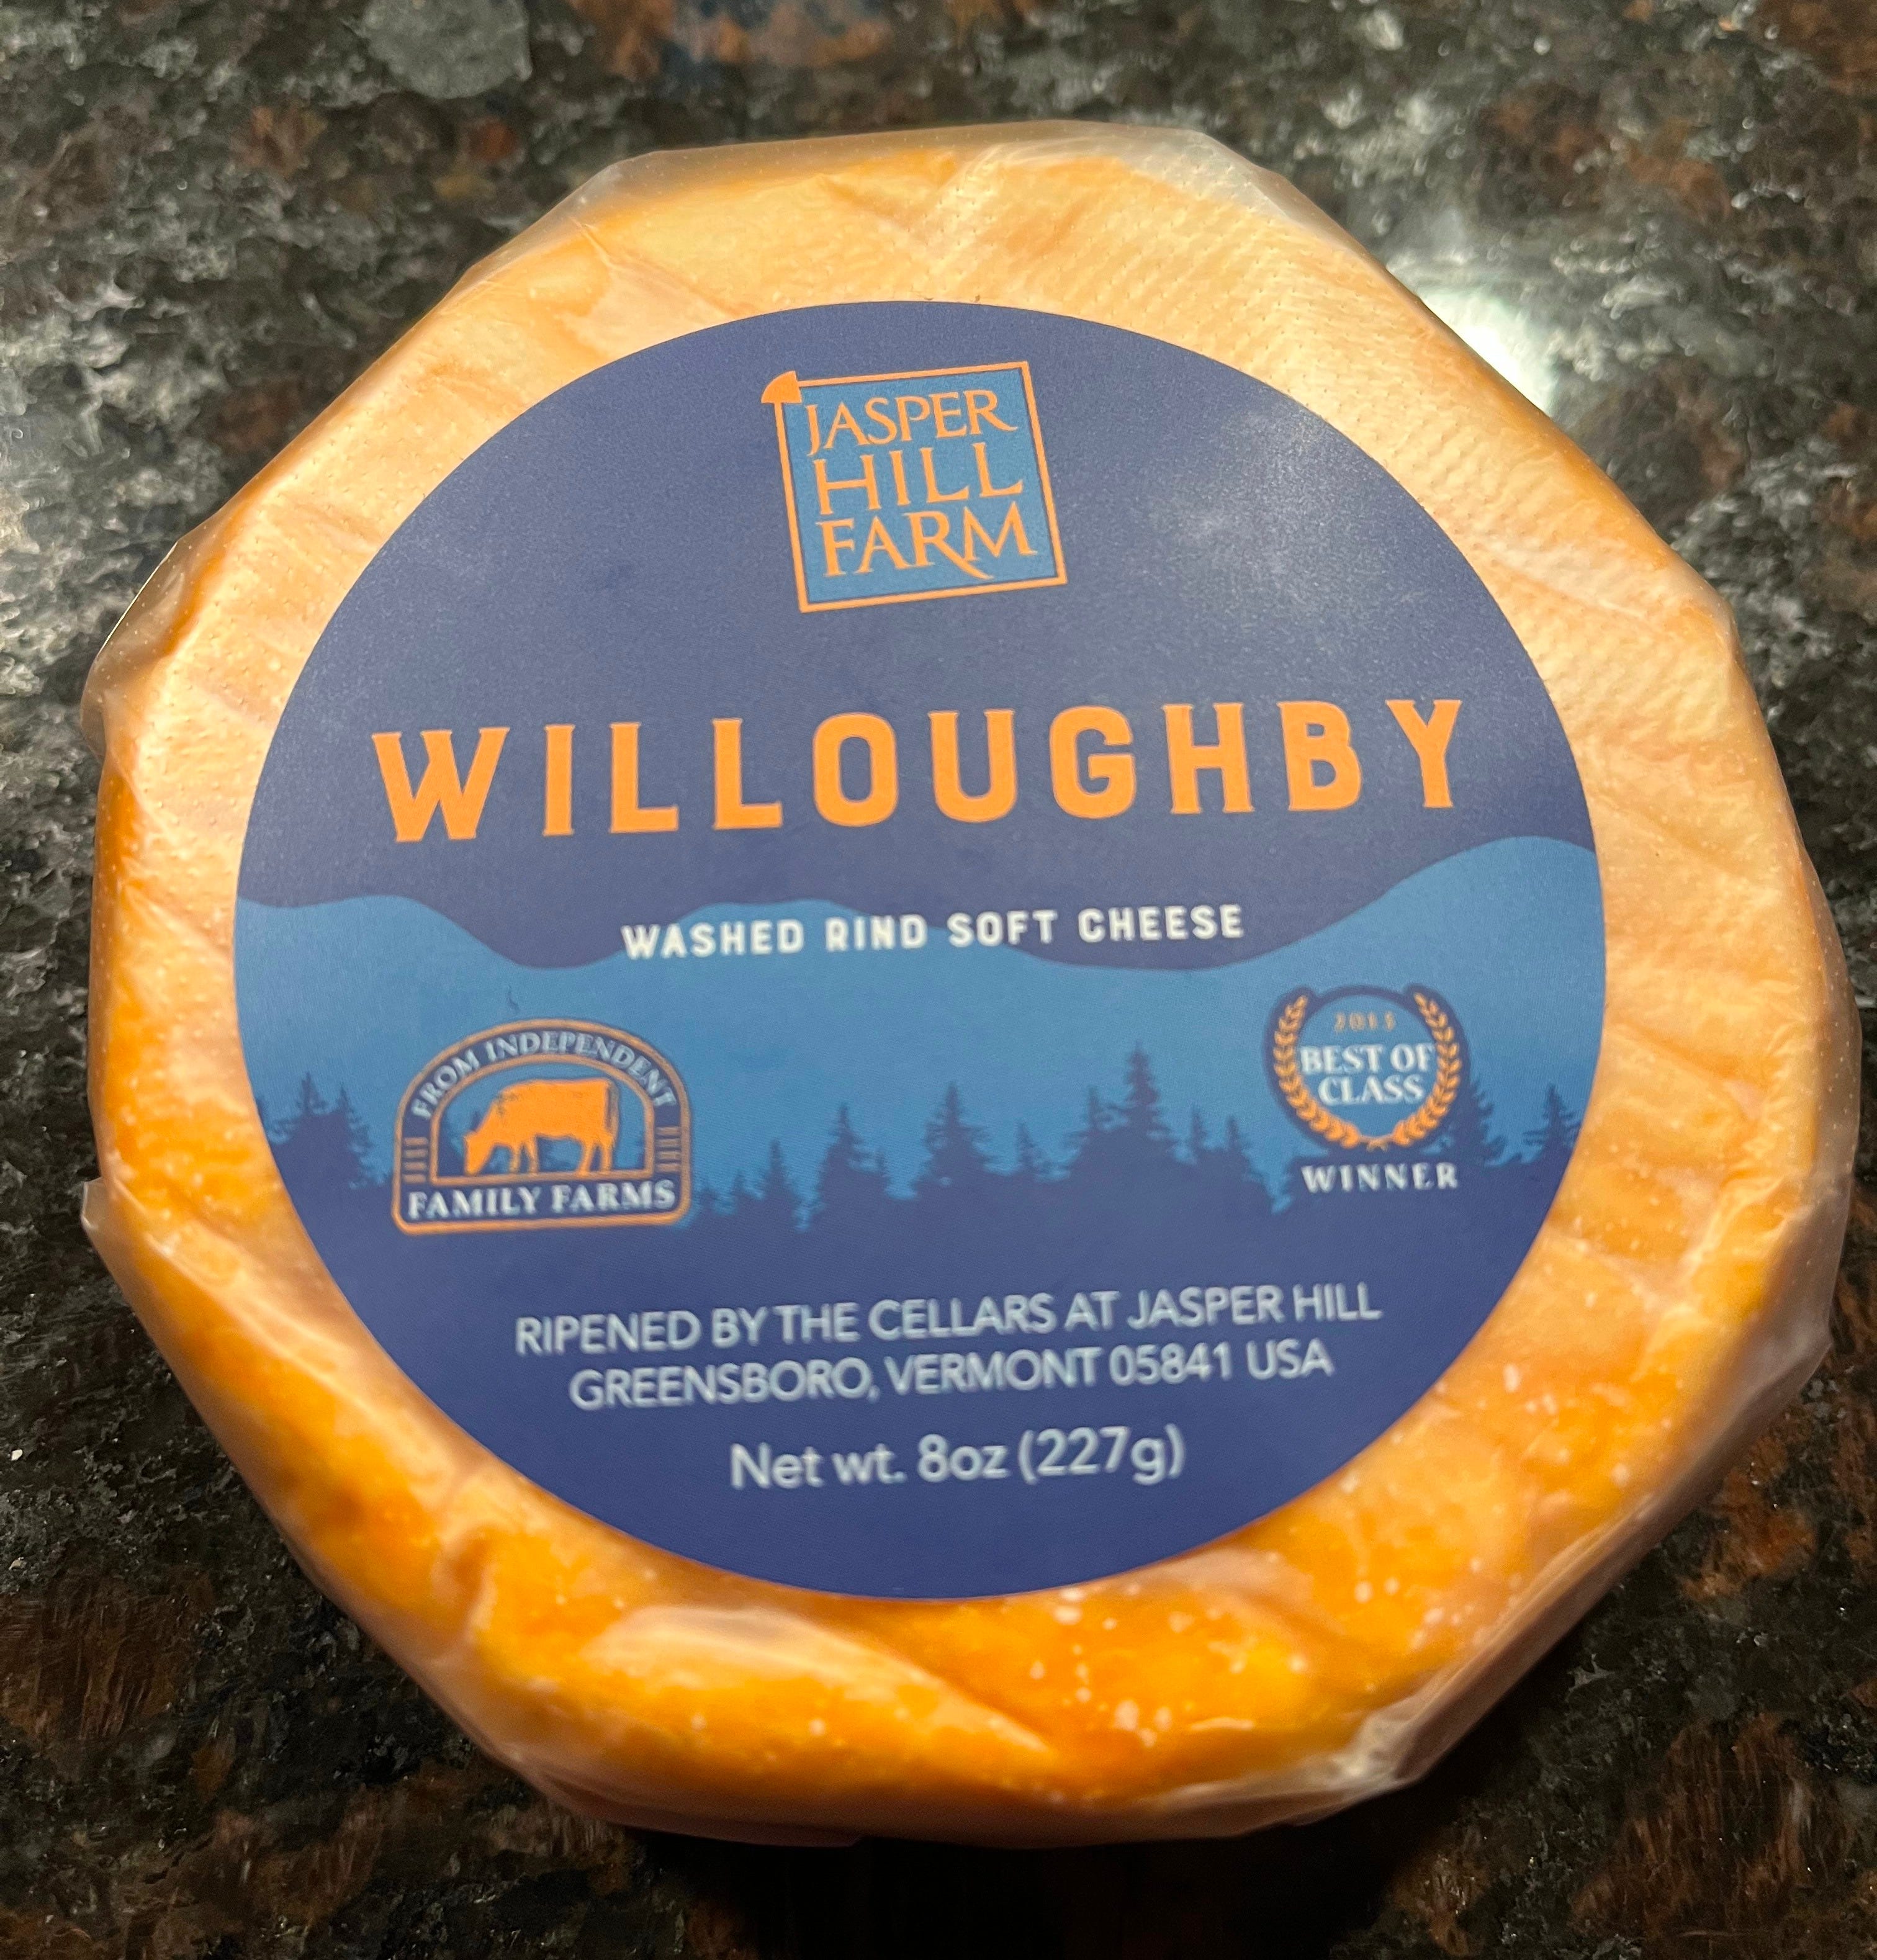 JASPER
HILL
FARM
WILLOUGHBY
WASHED RIND SOFT CHEESE
FROM INDEPENDENT
FAMILY FARMS
BEST OF
CLASS
WINNER
RIPENED BY THE CELLARS AT JASPER HILL
GREENSBORO, VERMONT 05841 USA
Net wt. 8oz (227g)